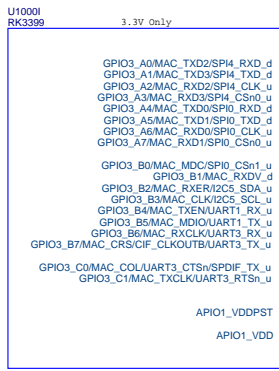 U1000I
RK3399
3.3V Only
GPIO3_A0/MAC_TXD2/SPI4_RXD_d
GPIO3_A1/MAC_TXD3/SPI4_TXD_d
GPIO3_A2/MAC_RXD2/SPI4_CLK_u
GPIO3_A3/MAC_RXD3/SPI4_CSn0_u
GPIO3_A4/MAC_TXD0/SPI0_RXD_d
GPIO3_A5/MAC_TXD1/SPI0_TXD_d
GPIO3_A6/MAC_RXD0/SPI0_CLK_u
GPIO3_A7/MAC_RXD1/SPI0_CSn0_u
GPIO3_B0/MAC_MDC/SPI0_CSn1_u
GPIO3_B1/MAC_RXDV_d
GPIO3_B2/MAC_RXER/I2C5_SDA_u
GPIO3_B3/MAC_CLK/I2C5_SCL_u
GPIO3_B4/MAC_TXEN/UART1_RX_u
GPIO3_B5/MAC_MDIO/UART1_TX_u
GPIO3_B6/MAC_RXCLK/UART3_RX_u
GPIO3_B7/MAC_CRS/CIF_CLKOUTB/UART3_TX_u
GPIO3_C0/MAC_COL/UART3_CTSn/SPDIF_TX_u
GPIO3_C1/MAC_TXCLK/UART3_RTSn_u
APIO1_VDDPST
APIO1_VDD